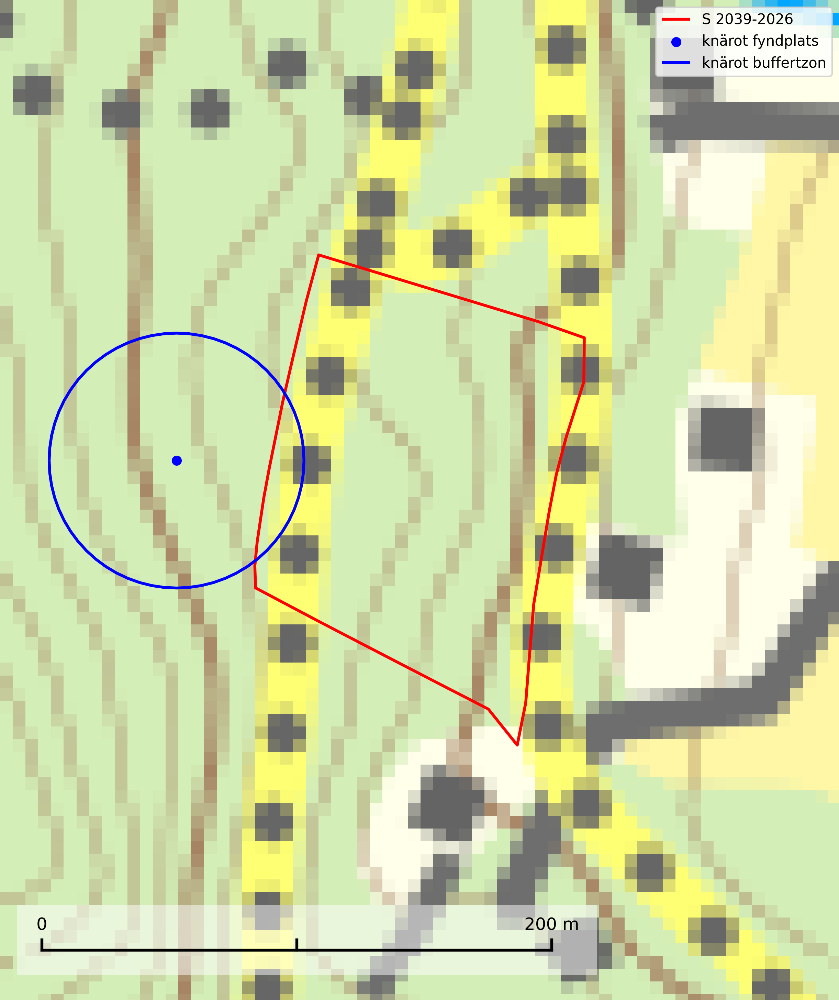 S 2039-2026
knärot fyndplats
knärot buffertzon
0
200 m